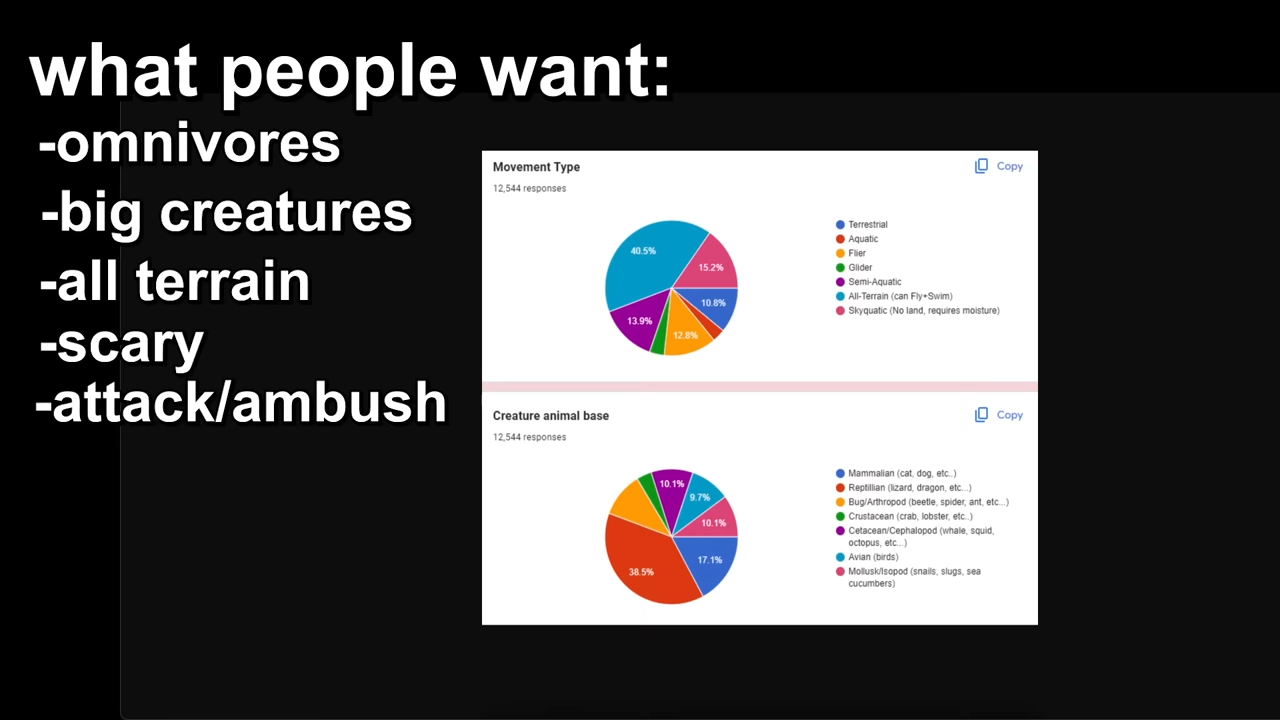 what people want:
-omnivores
-big creatures
-all terrain
-scary
-attack/ambush
Movement Type
Copy
12,544 responses
40.5%
15.2%
10.8%
12.8%
13.9%
Terrestrial
Aquatic
Flier
Glider
Semi-Aquatic
All-Terrain (can Fly+Swim)
Skyquatic (No land, requires moisture)
Creature animal base
Copy
12,544 responses
10.1%
9.7%
10.1%
17.1%
38.5%
Mammalian (cat, dog, etc..)
Reptillian (lizard, dragon, etc...)
Bug/Arthropod (beetle, spider, ant, etc...)
Crustacean (crab, lobster, etc..)
Cetacean/Cephalopod (whale, squid,
octopus, etc...)
Avian (birds)
Mollusk/Isopod (snails, slugs, sea
cucumbers)